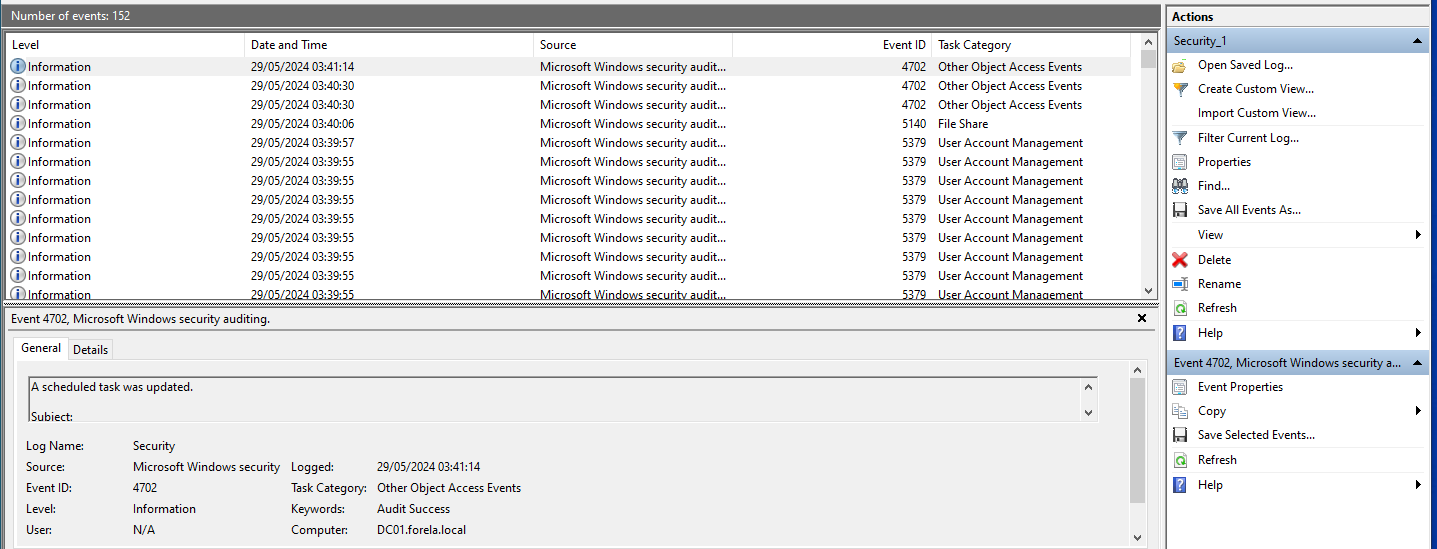 Number of events: 152
Level Date and Time Source Event ID Task Category
Information 29/05/2024 03:41:14 Microsoft Windows security audit... 4702 Other Object Access Events
Information 29/05/2024 03:40:30 Microsoft Windows security audit... 4702 Other Object Access Events
Information 29/05/2024 03:40:30 Microsoft Windows security audit... 4702 Other Object Access Events
Information 29/05/2024 03:40:06 Microsoft Windows security audit... 5140 File Share
Information 29/05/2024 03:39:57 Microsoft Windows security audit... 5379 User Account Management
Information 29/05/2024 03:39:55 Microsoft Windows security audit... 5379 User Account Management
Information 29/05/2024 03:39:55 Microsoft Windows security audit... 5379 User Account Management
Information 29/05/2024 03:39:55 Microsoft Windows security audit... 5379 User Account Management
Information 29/05/2024 03:39:55 Microsoft Windows security audit... 5379 User Account Management
Information 29/05/2024 03:39:55 Microsoft Windows security audit... 5379 User Account Management
Information 29/05/2024 03:39:55 Microsoft Windows security audit... 5379 User Account Management
Information 29/05/2024 03:39:55 Microsoft Windows security audit... 5379 User Account Management
Information 29/05/2024 03:39:55 Microsoft Windows security audit... 5379 User Account Management
Event 4702, Microsoft Windows security auditing.
General Details
A scheduled task was updated.
Subject:
Log Name: Security
Source: Microsoft Windows security Logged: 29/05/2024 03:41:14
Event ID: 4702 Task Category: Other Object Access Events
Level: Information Keywords: Audit Success
User: N/A Computer: DC01.forela.local
Actions
Security_1
Open Saved Log...
Create Custom View...
Import Custom View...
Filter Current Log...
Properties
Find...
Save All Events As...
View
Delete
Rename
Refresh
Help
Event 4702, Microsoft Windows security a...
Event Properties
Copy
Save Selected Events...
Refresh
Help